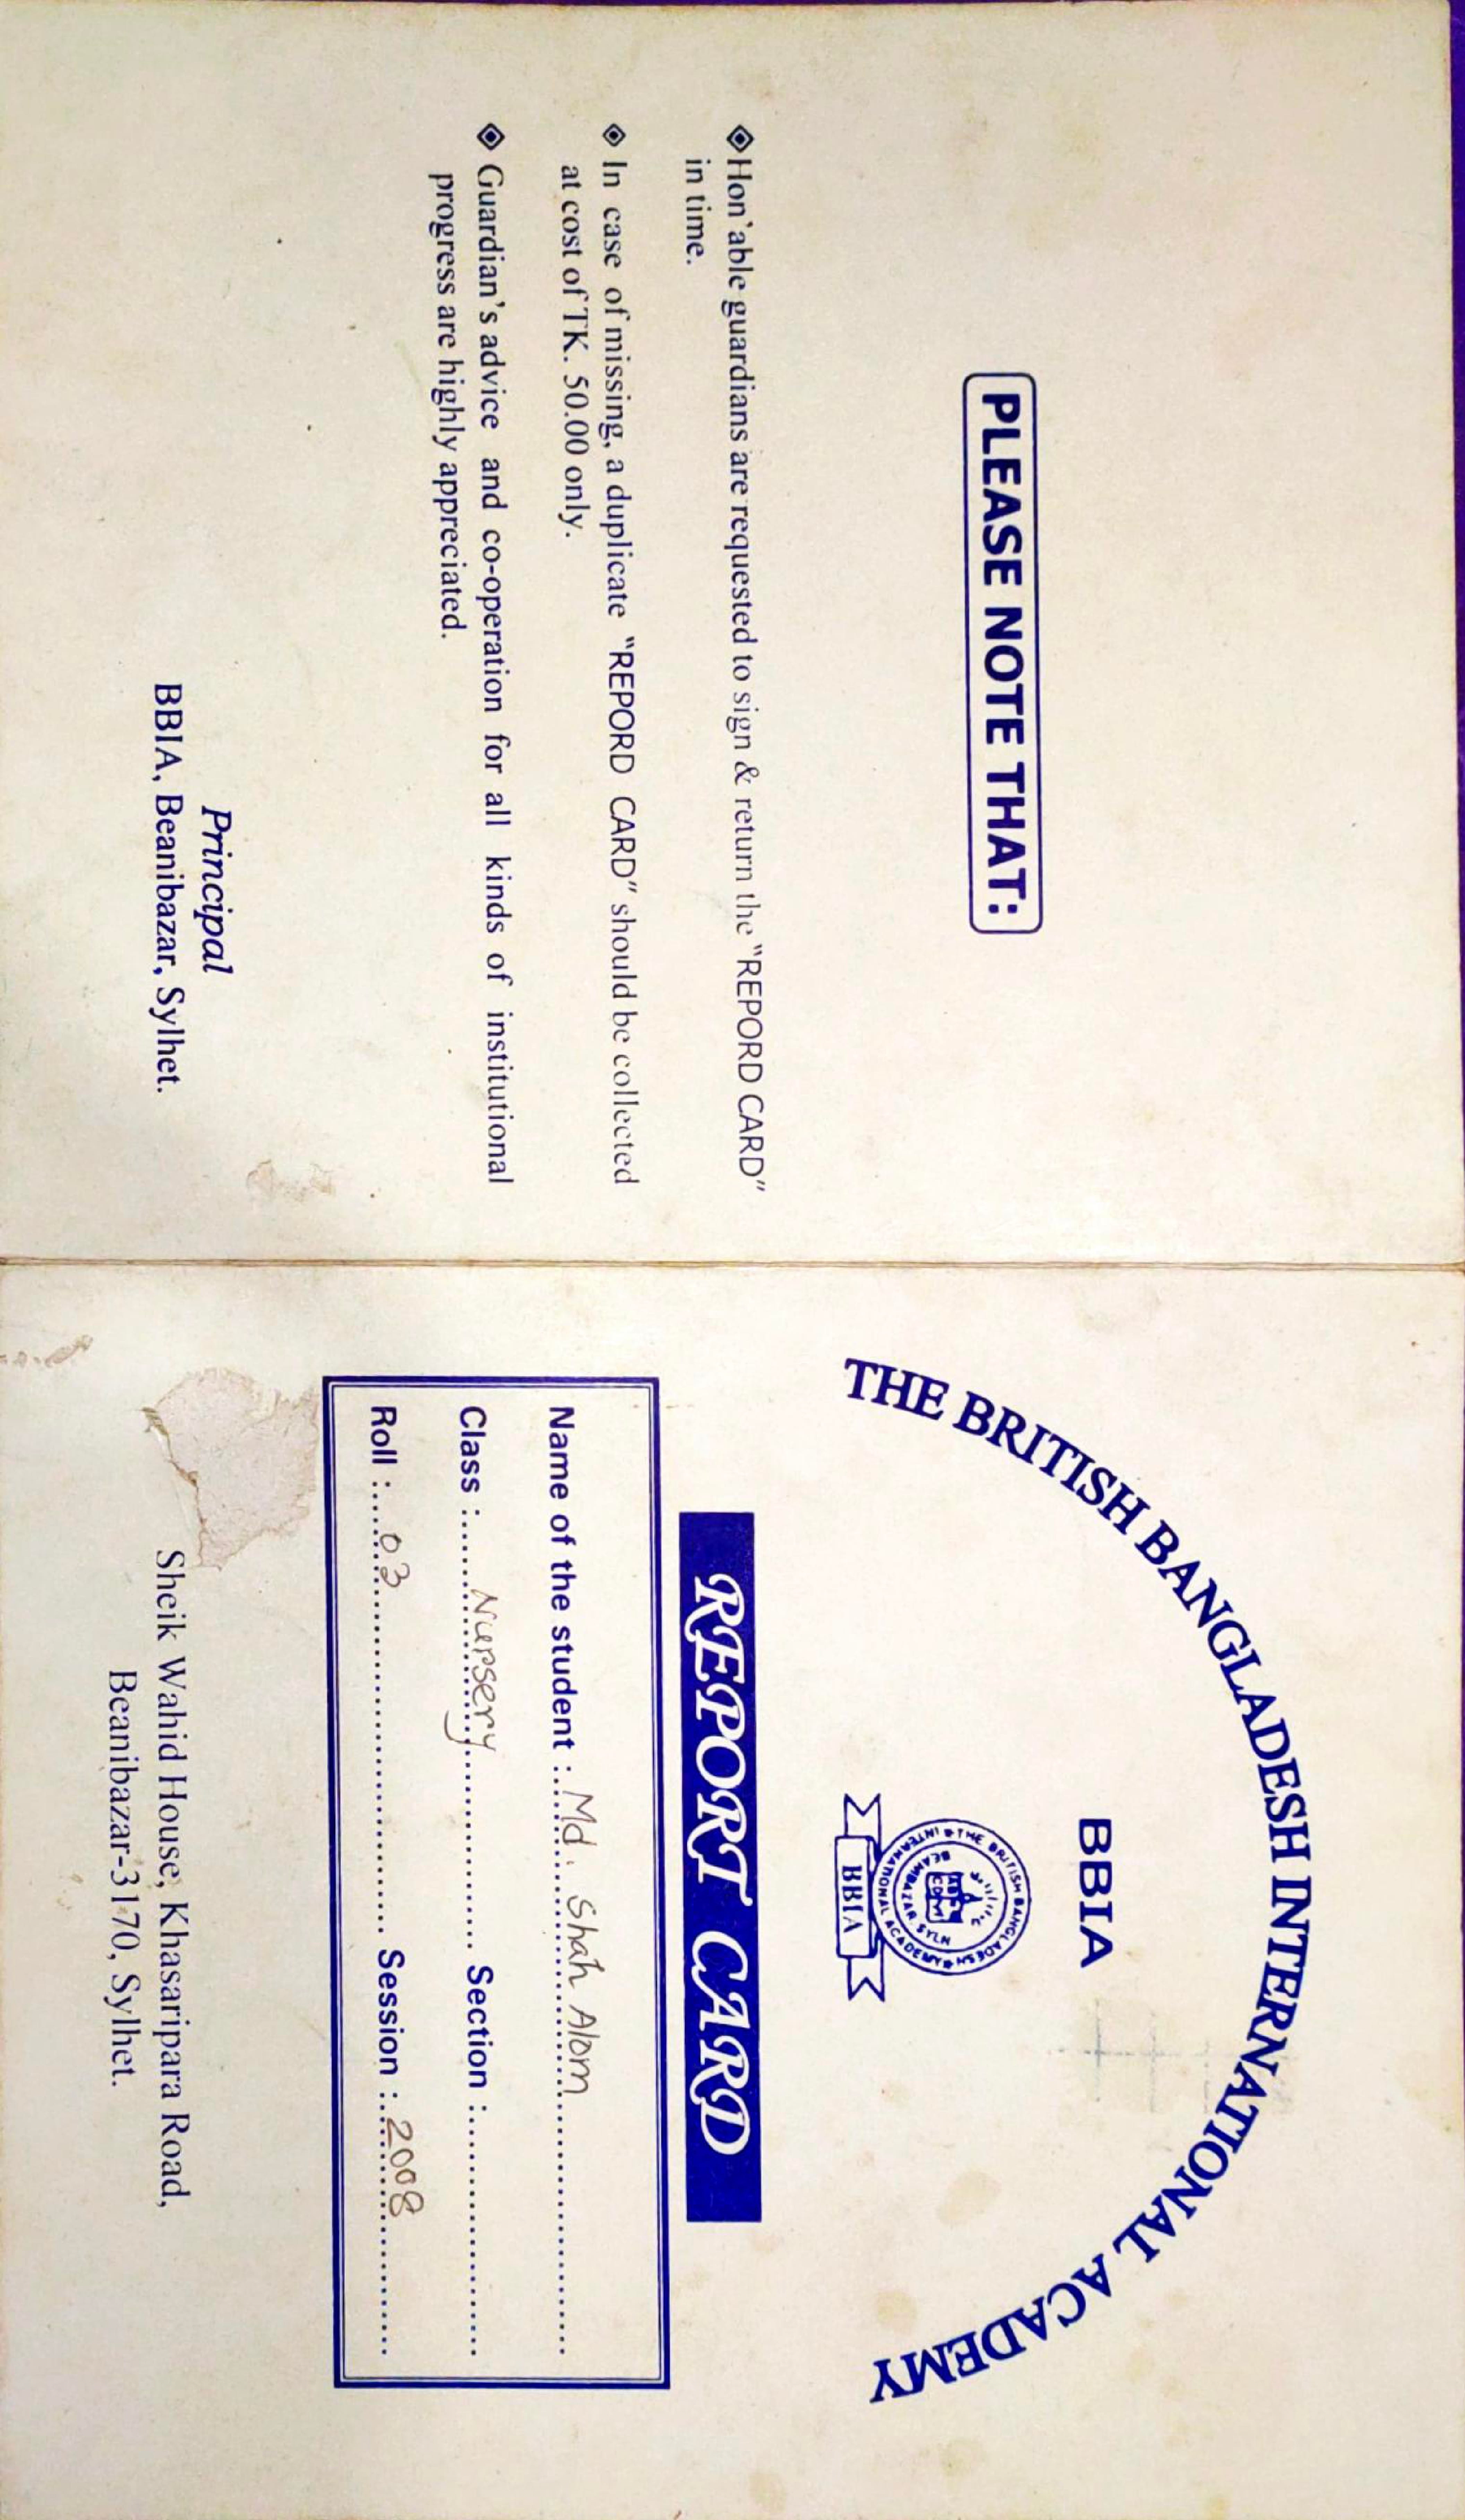 PLEASE NOTE THAT:
Hon'able guardians are requested to sign & return the "REPORD CARD"
in time.
In case of missing, a duplicate "REPORD CARD" should be collected
at cost of TK. 50.00 only.
Guardian's advice and co-operation for all kinds of institutional
progress are highly appreciated.
Principal
BBIA, Beanibazar, Sylhet.
THE BRITISH BANGLADESH INTERNATIONAL ACADEMY
BBIA
THE BRITISH BANGLADESH
INTERNATIONAL ACADEMY
BBIA
REPORT CARD
Name of the student : Md. Shah Alom
Class : Nursery Section :
Roll : 03 Session : 2008
Sheik Wahid House, Khasaripara Road,
Beanibazar-3170, Sylhet.